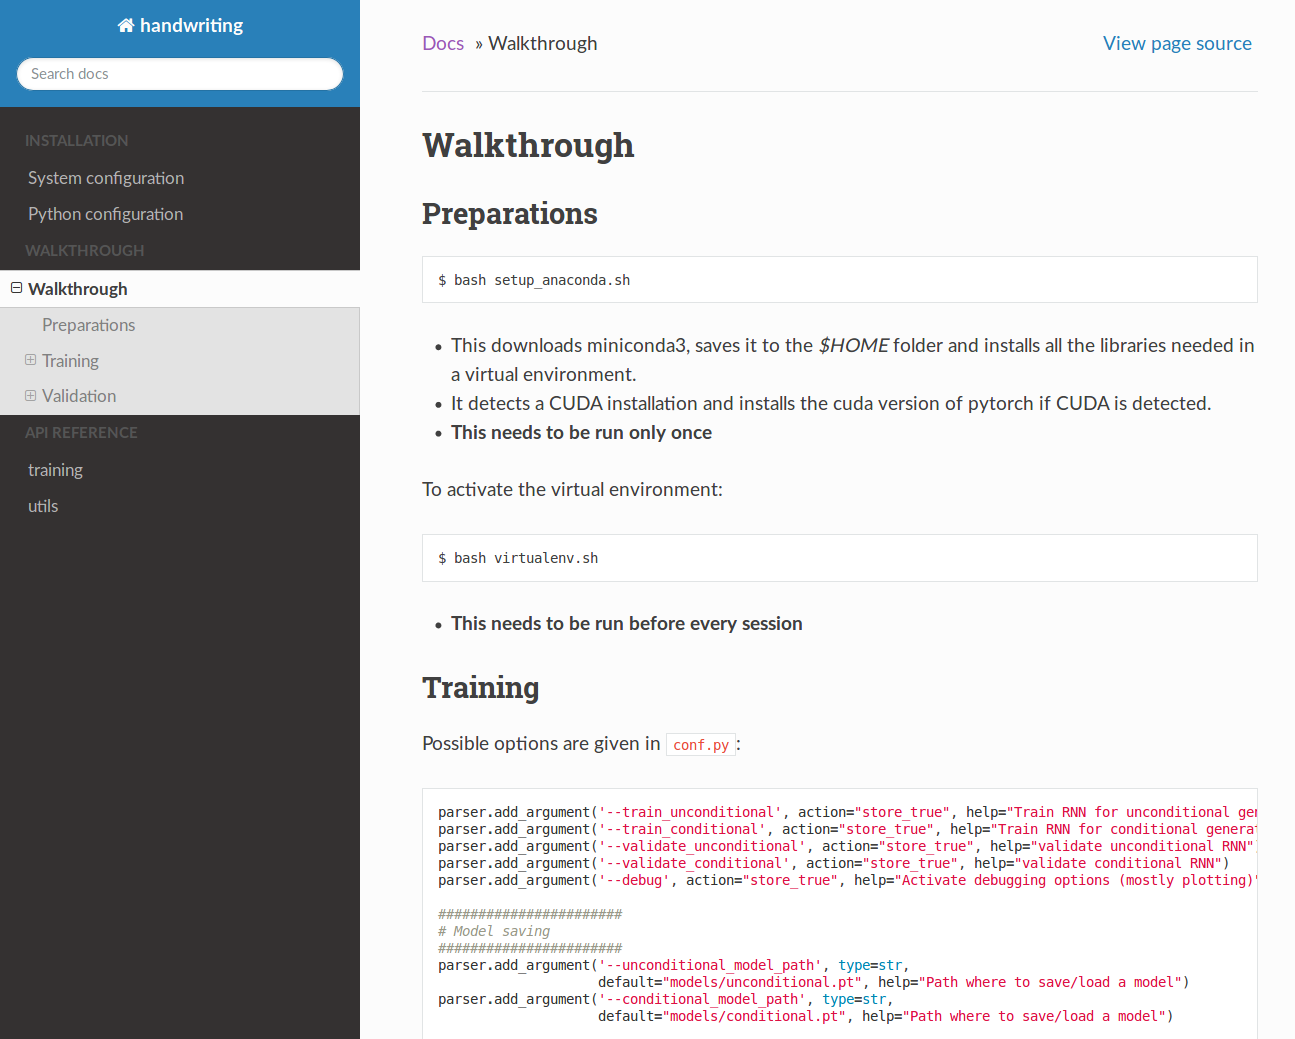 handwriting
Search docs
INSTALLATION
System configuration
Python configuration
WALKTHROUGH
Walkthrough
Preparations
Training
Validation
API REFERENCE
training
utils
Docs » Walkthrough
View page source
Walkthrough
Preparations
$ bash setup_anaconda.sh
• This downloads miniconda3, saves it to the $HOME folder and installs all the libraries needed in
a virtual environment.
• It detects a CUDA installation and installs the cuda version of pytorch if CUDA is detected.
• This needs to be run only once
To activate the virtual environment:
$ bash virtualenv.sh
• This needs to be run before every session
Training
Possible options are given in conf.py:
parser.add_argument('--train_unconditional', action="store_true", help="Train RNN for unconditional gen
parser.add_argument('--train_conditional', action="store_true", help="Train RNN for conditional generat
parser.add_argument('--validate_unconditional', action="store_true", help="validate unconditional RNN")
parser.add_argument('--validate_conditional', action="store_true", help="validate conditional RNN")
parser.add_argument('--debug', action="store_true", help="Activate debugging options (mostly plotting)"
#######################
# Model saving
#######################
parser.add_argument('--unconditional_model_path', type=str,
default="models/unconditional.pt", help="Path where to save/load a model")
parser.add_argument('--conditional_model_path', type=str,
default="models/conditional.pt", help="Path where to save/load a model")